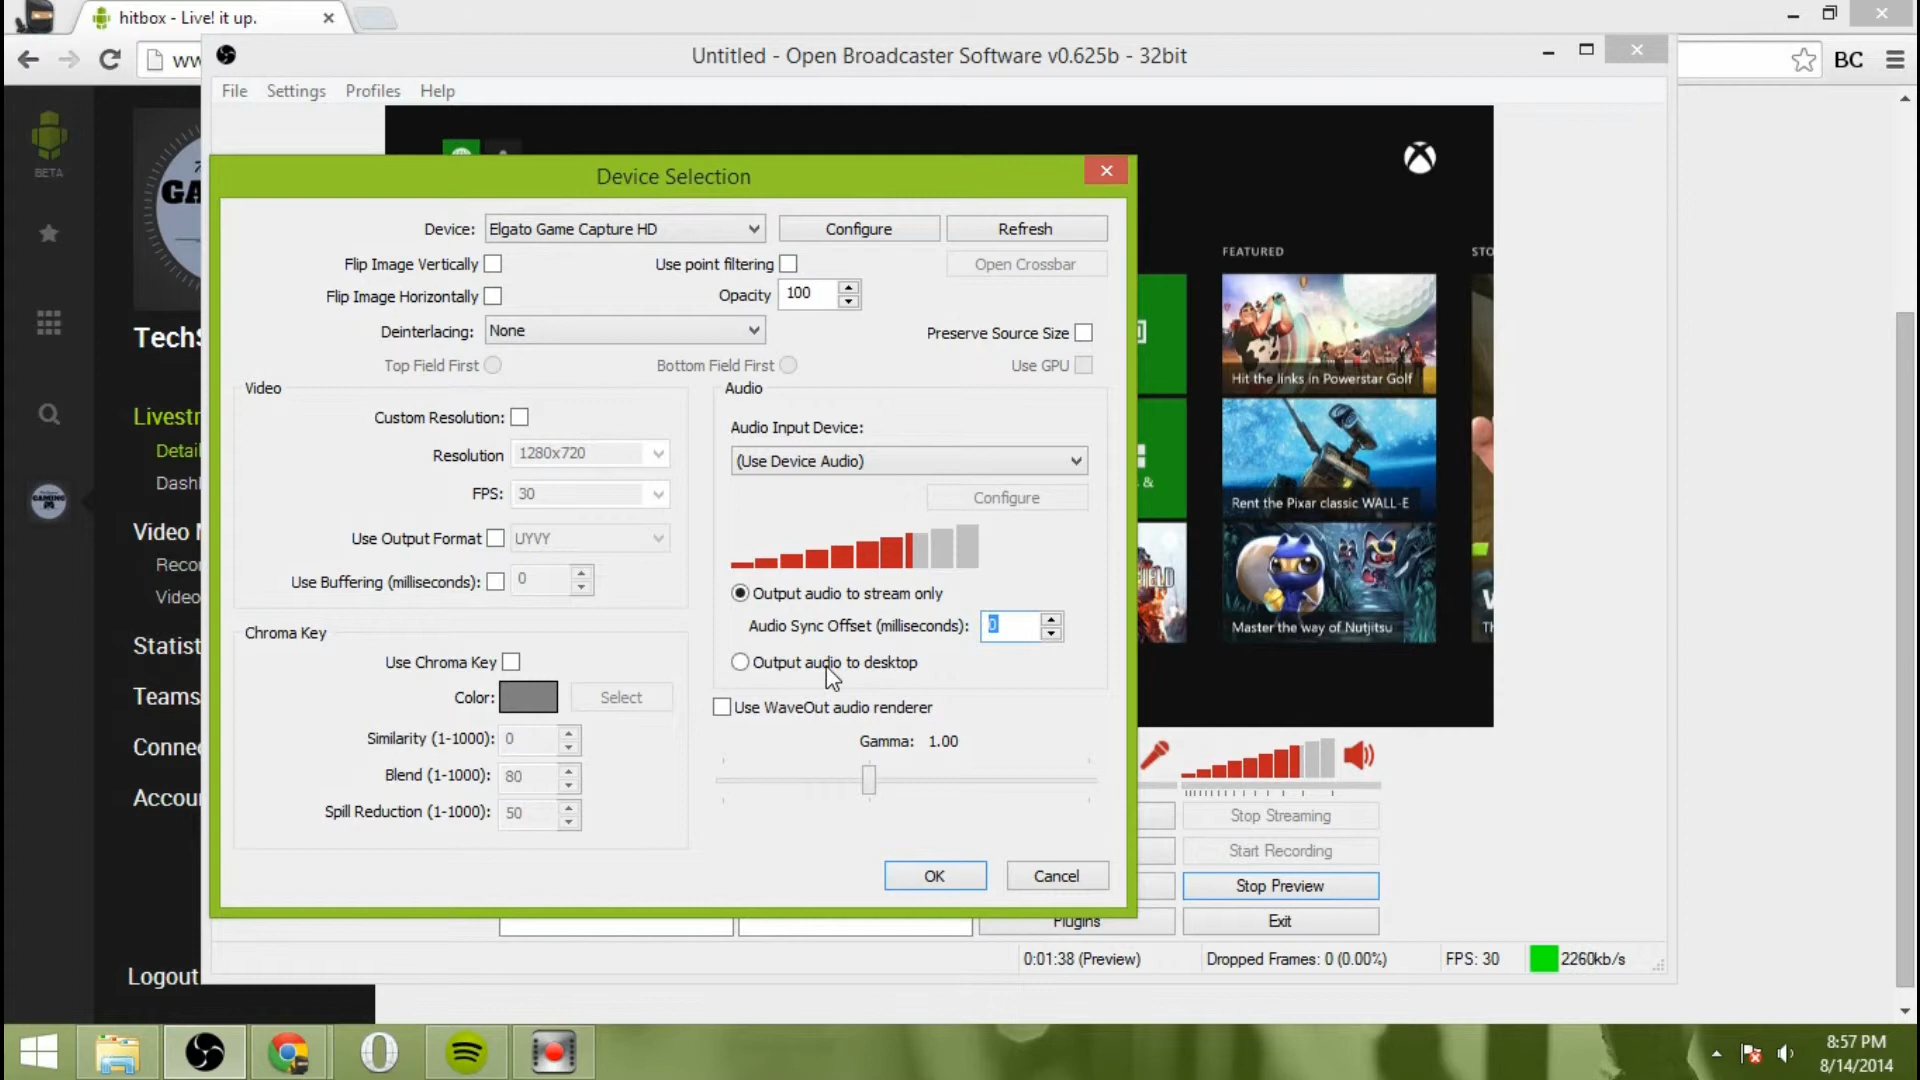 hitbox - Live! it up.
ww
BC
Untitled - Open Broadcaster Software v0.625b - 32bit
File Settings Profiles Help
BETA
GA
TechS
Livestr
Detail
Dash
Video M
Recor
Video
Statist
Teams
Connec
Accou
Logout
GAMING
Device Selection
Device: Elgato Game Capture HD Configure Refresh
Flip Image Vertically Use point filtering Open Crossbar
Flip Image Horizontally Opacity 100
Deinterlacing: None Preserve Source Size
Top Field First Bottom Field First Use GPU
Video
Custom Resolution:
Resolution 1280x720
FPS: 30
Use Output Format UYVY
Use Buffering (milliseconds): 0
Chroma Key
Use Chroma Key
Color: Select
Similarity (1-1000): 0
Blend (1-1000): 80
Spill Reduction (1-1000): 50
Audio
Audio Input Device:
(Use Device Audio)
Configure
Output audio to stream only
Audio Sync Offset (milliseconds): 0
Output audio to desktop
Use WaveOut audio renderer
Gamma: 1.00
OK Cancel
FEATURED STO
Hit the links in Powerstar Golf
Rent the Pixar classic WALL-E
Master the way of Nutjitsu
&
Th
Stop Streaming
Start Recording
Stop Preview
Plugins Exit
0:01:38 (Preview) Dropped Frames: 0 (0.00%) FPS: 30 2260kb/s
8:57 PM
8/14/2014